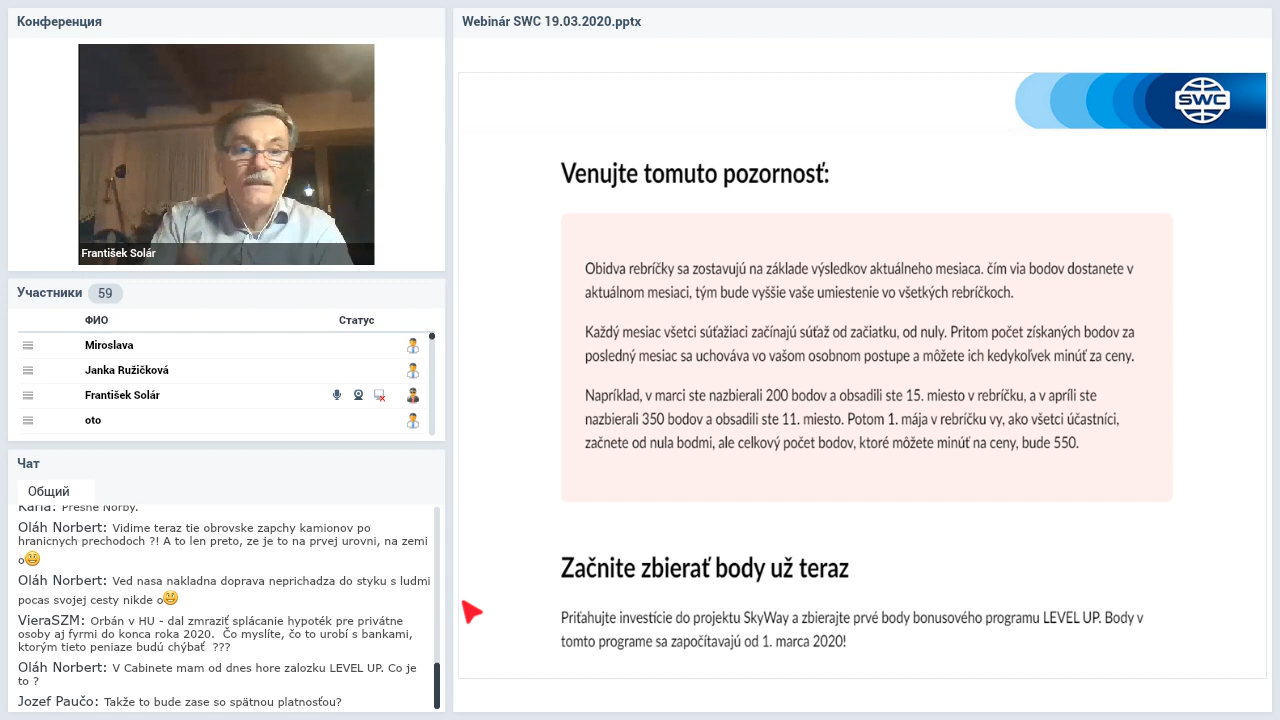 Конференция
František Solár
Участники 59
ФИО Статус
Miroslava
Janka Ružičková
František Solár
oto
Чат
Общий
Karla: Presne Norby.
Oláh Norbert: Vidime teraz tie obrovske zapchy kamionov po
hranicnych prechodoch ?! A to len preto, ze je to na prvej urovni, na zemi
o
Oláh Norbert: Ved nasa nakladna doprava neprichadza do styku s ludmi
pocas svojej cesty nikde o
VieraSZM: Orbán v HU - dal zmraziť splácanie hypoték pre privátne
osoby aj fyrmi do konca roka 2020. Čo myslíte, čo to urobí s bankami,
ktorým tieto peniaze budú chýbať ???
Oláh Norbert: V Cabinete mam od dnes hore zalozku LEVEL UP. Co je
to ?
Jozef Paučo: Takže to bude zase so spätnou platnosťou?
Webinár SWC 19.03.2020.pptx
SWC
Venujte tomuto pozornosť:
Obidva rebríčky sa zostavujú na základe výsledkov aktuálneho mesiaca. čím via bodov dostanete v
aktuálnom mesiaci, tým bude vyššie vaše umiestenie vo všetkých rebríčkoch.
Každý mesiac všetci súťažiaci začínajú súťaž od začiatku, od nuly. Pritom počet získaných bodov za
posledný mesiac sa uchováva vo vašom osobnom postupe a môžete ich kedykoľvek minúť za ceny.
Napríklad, v marci ste nazbierali 200 bodov a obsadili ste 15. miesto v rebríčku, a v apríli ste
nazbierali 350 bodov a obsadili ste 11. miesto. Potom 1. mája v rebríčku vy, ako všetci účastníci,
začnete od nula bodmi, ale celkový počet bodov, ktoré môžete minúť na ceny, bude 550.
Začnite zbierať body už teraz
Priťahujte investície do projektu SkyWay a zbierajte prvé body bonusového programu LEVEL UP. Body v
tomto programe sa započítavajú od 1. marca 2020!